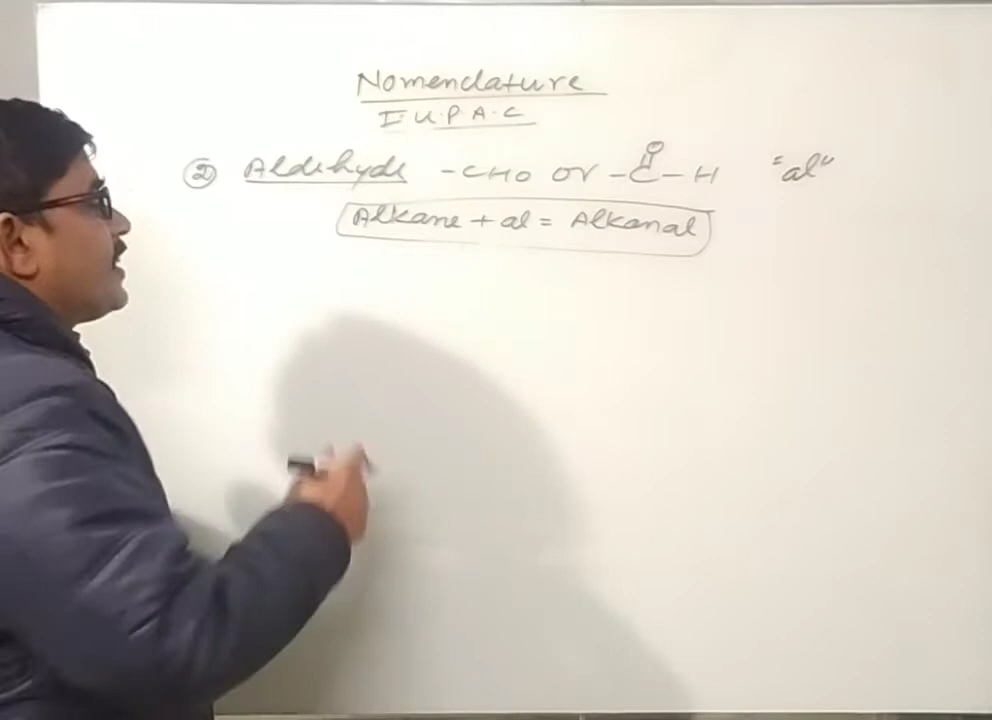 Nomenclature
I.U.P.A.C
② Aldehyde -CHO or -C-H "al"
O
Alkane + al = Alkanal